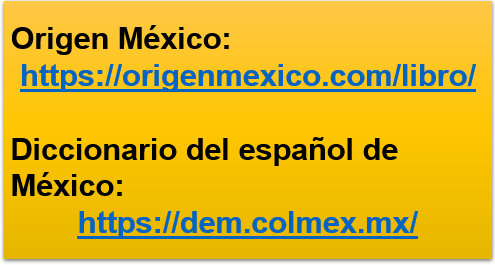 Origen México:
https://origenmexico.com/libro/
Diccionario del español de
México:
https://dem.colmex.mx/